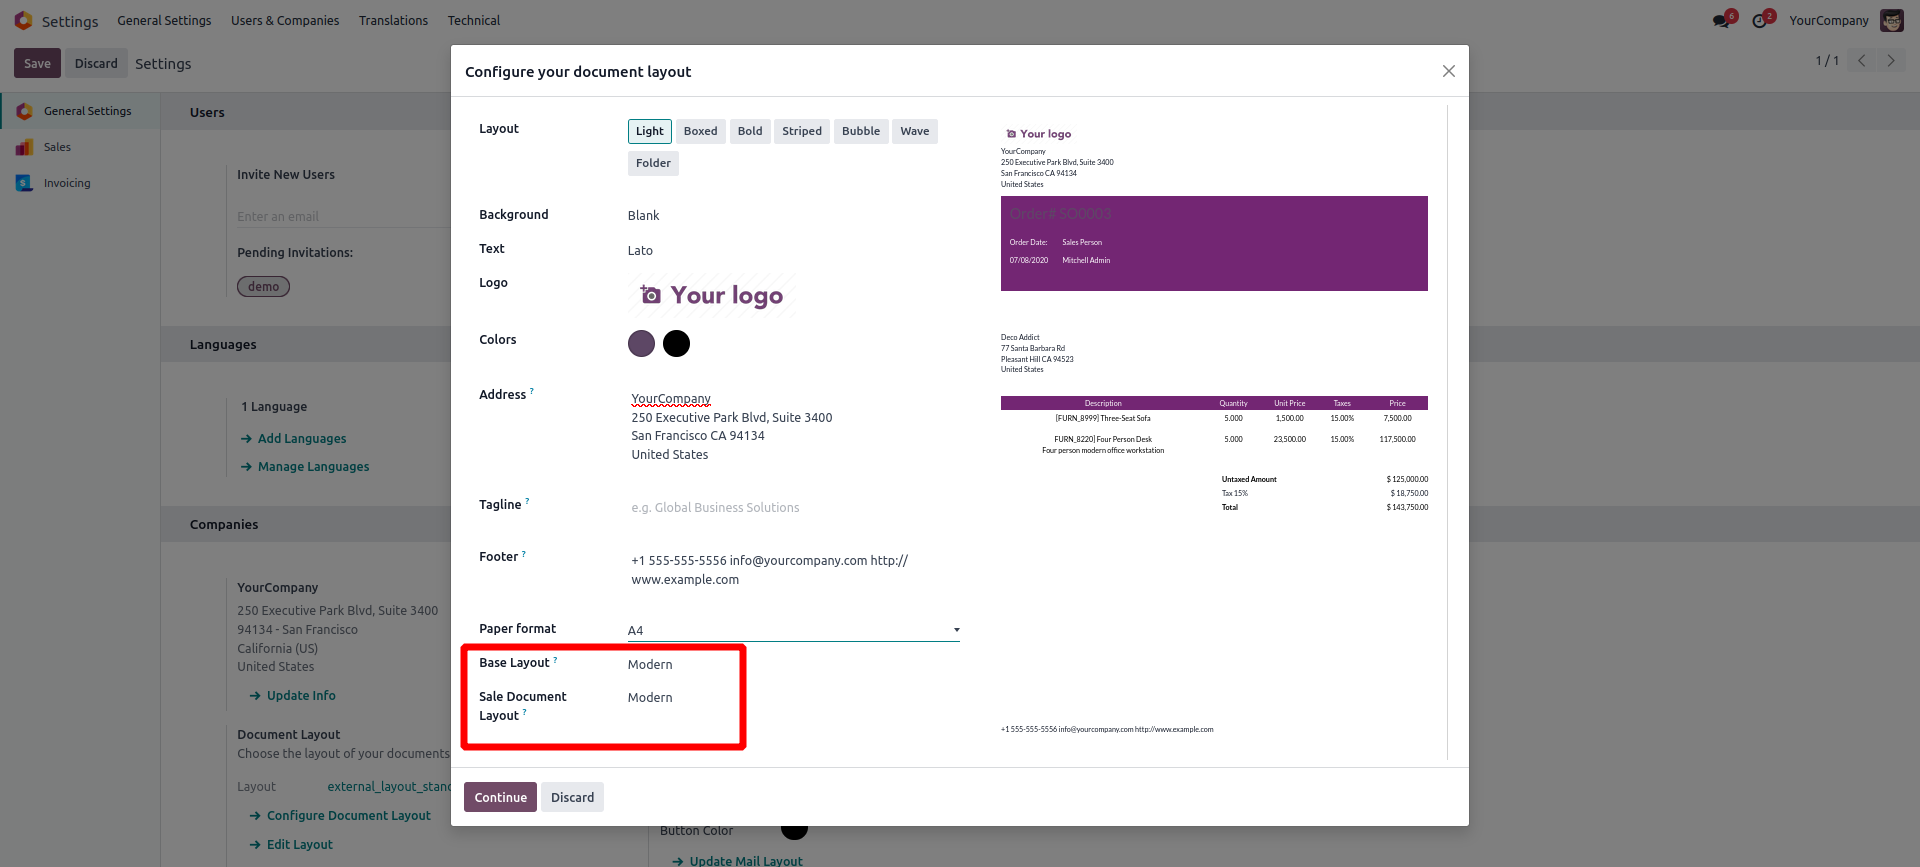 Settings General Settings Users & Companies Translations Technical 6 2 YourCompany
Save Discard Settings 1 / 1
General Settings
Sales
Invoicing
Users
Invite New Users
Enter an email
Pending Invitations:
demo
Languages
1 Language
Add Languages
Manage Languages
Companies
YourCompany
250 Executive Park Blvd, Suite 3400
94134 - San Francisco
California (US)
United States
Update Info
Document Layout
Choose the layout of your documents
Layout external_layout_stand
Configure Document Layout
Edit Layout
Button Color
Update Mail Layout
Configure your document layout
Layout Light Boxed Bold Striped Bubble Wave
Folder
Background Blank
Text Lato
Logo Your logo
Colors
Address ? YourCompany
250 Executive Park Blvd, Suite 3400
San Francisco CA 94134
United States
Tagline ? e.g. Global Business Solutions
Footer ? +1 555-555-5556 info@yourcompany.com http://
www.example.com
Paper format A4
Base Layout ? Modern
Sale Document Modern
Layout ?
Continue Discard
Your logo
YourCompany
250 Executive Park Blvd, Suite 3400
San Francisco CA 94134
United States
Order# SO0003
Order Date: Sales Person
07/08/2020 Mitchell Admin
Deco Addict
77 Santa Barbara Rd
Pleasant Hill CA 94523
United States
Description Quantity Unit Price Taxes Price
[FURN_8999] Three-Seat Sofa 5.000 1,500.00 15.00% 7,500.00
FURN_8220] Four Person Desk 5.000 23,500.00 15.00% 117,500.00
Four person modern office workstation
Untaxed Amount $ 125,000.00
Tax 15% $ 18,750.00
Total $ 143,750.00
+1 555-555-5556 info@yourcompany.com http://www.example.com